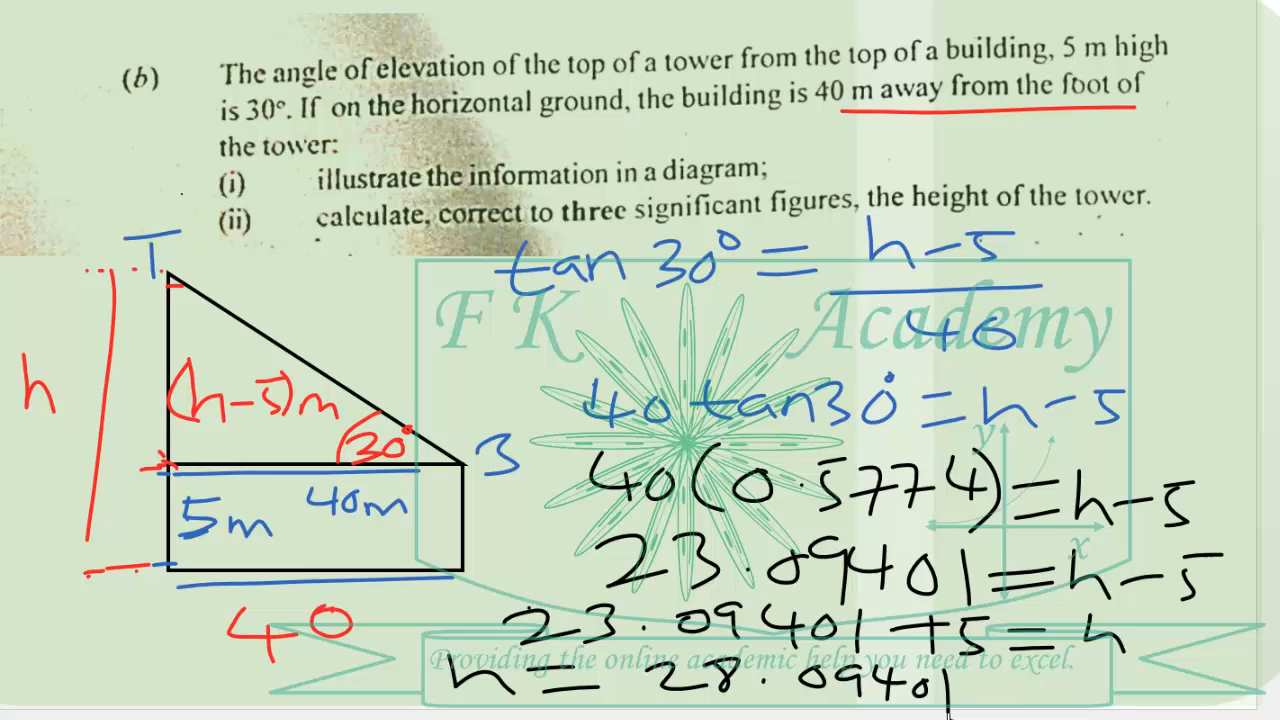 (b) The angle of elevation of the top of a tower from the top of a building, 5 m high
is 30°. If on the horizontal ground, the building is 40 m away from the foot of
the tower:
(i) illustrate the information in a diagram;
(ii) calculate, correct to three significant figures, the height of the tower.
T
h
(h-5)m
30°
B
5m
40m
40
tan 30° = h-5
40
40 tan30° = h-5
40(0.5774) = h-5
23.09401 = h-5
23.09401 + 5 = h
h = 28.09401
F K Academy
y
x
Providing the online academic help you need to excel.